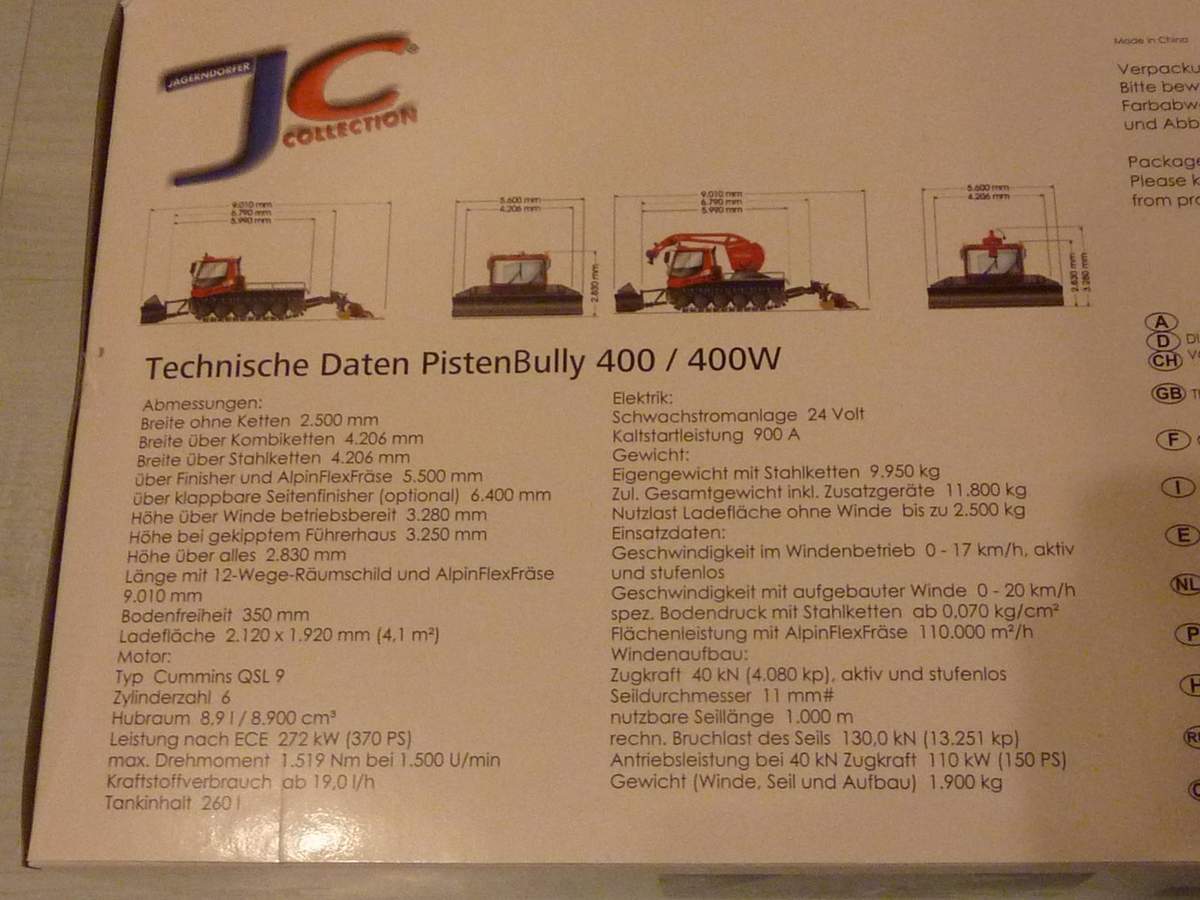 JÄGERNDORFER
JC®
COLLECTION
Made in China
Verpacku
Bitte bew
Farbabw
und Abb
Package
Please k
from pro
9.010 mm
6.790 mm
5.990 mm
5.600 mm
4.206 mm
2.830 mm
9.010 mm
6.790 mm
5.990 mm
5.600 mm
4.206 mm
2.830 mm
3.280 mm
Technische Daten PistenBully 400 / 400W
Abmessungen:
Breite ohne Ketten 2.500 mm
Breite über Kombiketten 4.206 mm
Breite über Stahlketten 4.206 mm
über Finisher und AlpinFlexFräse 5.500 mm
über klappbare Seitenfinisher (optional) 6.400 mm
Höhe über Winde betriebsbereit 3.280 mm
Höhe bei gekipptem Führerhaus 3.250 mm
Höhe über alles 2.830 mm
Länge mit 12-Wege-Räumschild und AlpinFlexFräse
9.010 mm
Bodenfreiheit 350 mm
Ladefläche 2.120 x 1.920 mm (4,1 m²)
Motor:
Typ Cummins QSL 9
Zylinderzahl 6
Hubraum 8,9 l / 8.900 cm³
Leistung nach ECE 272 kW (370 PS)
max. Drehmoment 1.519 Nm bei 1.500 U/min
Kraftstoffverbrauch ab 19,0 l/h
Tankinhalt 260 l
Elektrik:
Schwachstromanlage 24 Volt
Kaltstartleistung 900 A
Gewicht:
Eigengewicht mit Stahlketten 9.950 kg
Zul. Gesamtgewicht inkl. Zusatzgeräte 11.800 kg
Nutzlast Ladefläche ohne Winde bis zu 2.500 kg
Einsatzdaten:
Geschwindigkeit im Windenbetrieb 0 - 17 km/h, aktiv
und stufenlos
Geschwindigkeit mit aufgebauter Winde 0 - 20 km/h
spez. Bodendruck mit Stahlketten ab 0,070 kg/cm²
Flächenleistung mit AlpinFlexFräse 110.000 m²/h
Windenaufbau:
Zugkraft 40 kN (4.080 kp), aktiv und stufenlos
Seildurchmesser 11 mm#
nutzbare Seillänge 1.000 m
rechn. Bruchlast des Seils 130,0 kN (13.251 kp)
Antriebsleistung bei 40 kN Zugkraft 110 kW (150 PS)
Gewicht (Winde, Seil und Aufbau) 1.900 kg
A
D
CH
GB
F
I
E
NL
P